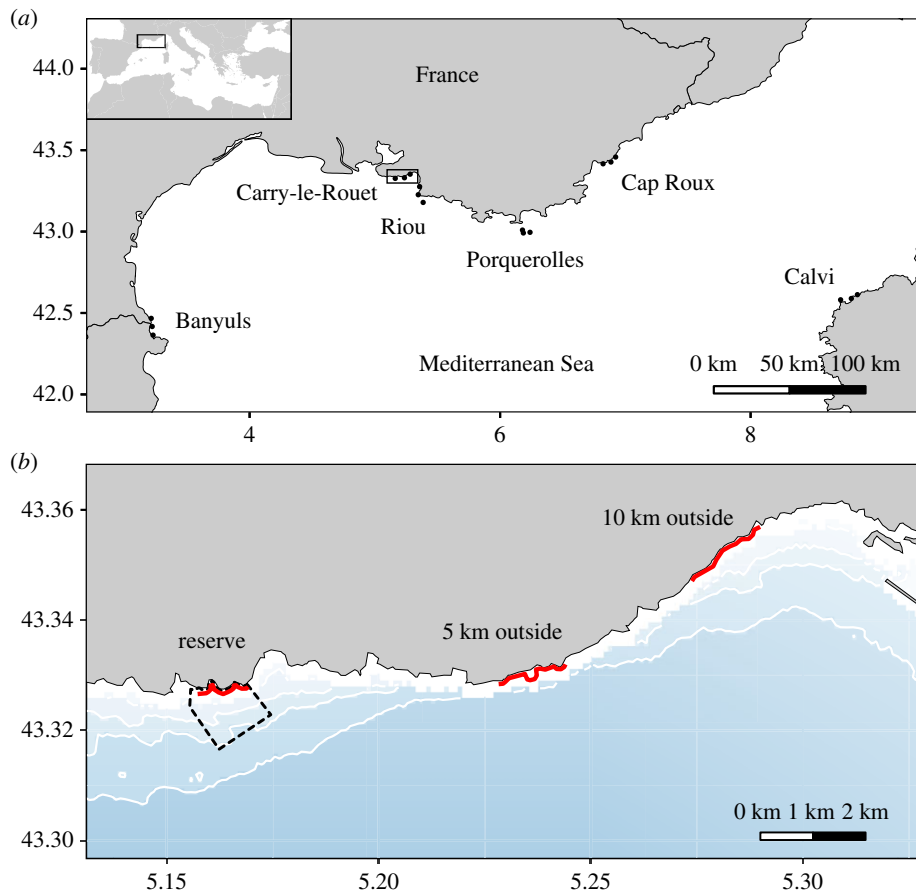 (a)
44.0
43.5
43.0
42.5
42.0
France
Carry-le-Rouet
Cap Roux
Riou
Porquerolles
Calvi
Banyuls
Mediterranean Sea
0 km 50 km 100 km
4 6 8
(b)
43.36
43.34
43.32
43.30
10 km outside
5 km outside
reserve
0 km 1 km 2 km
5.15 5.20 5.25 5.30